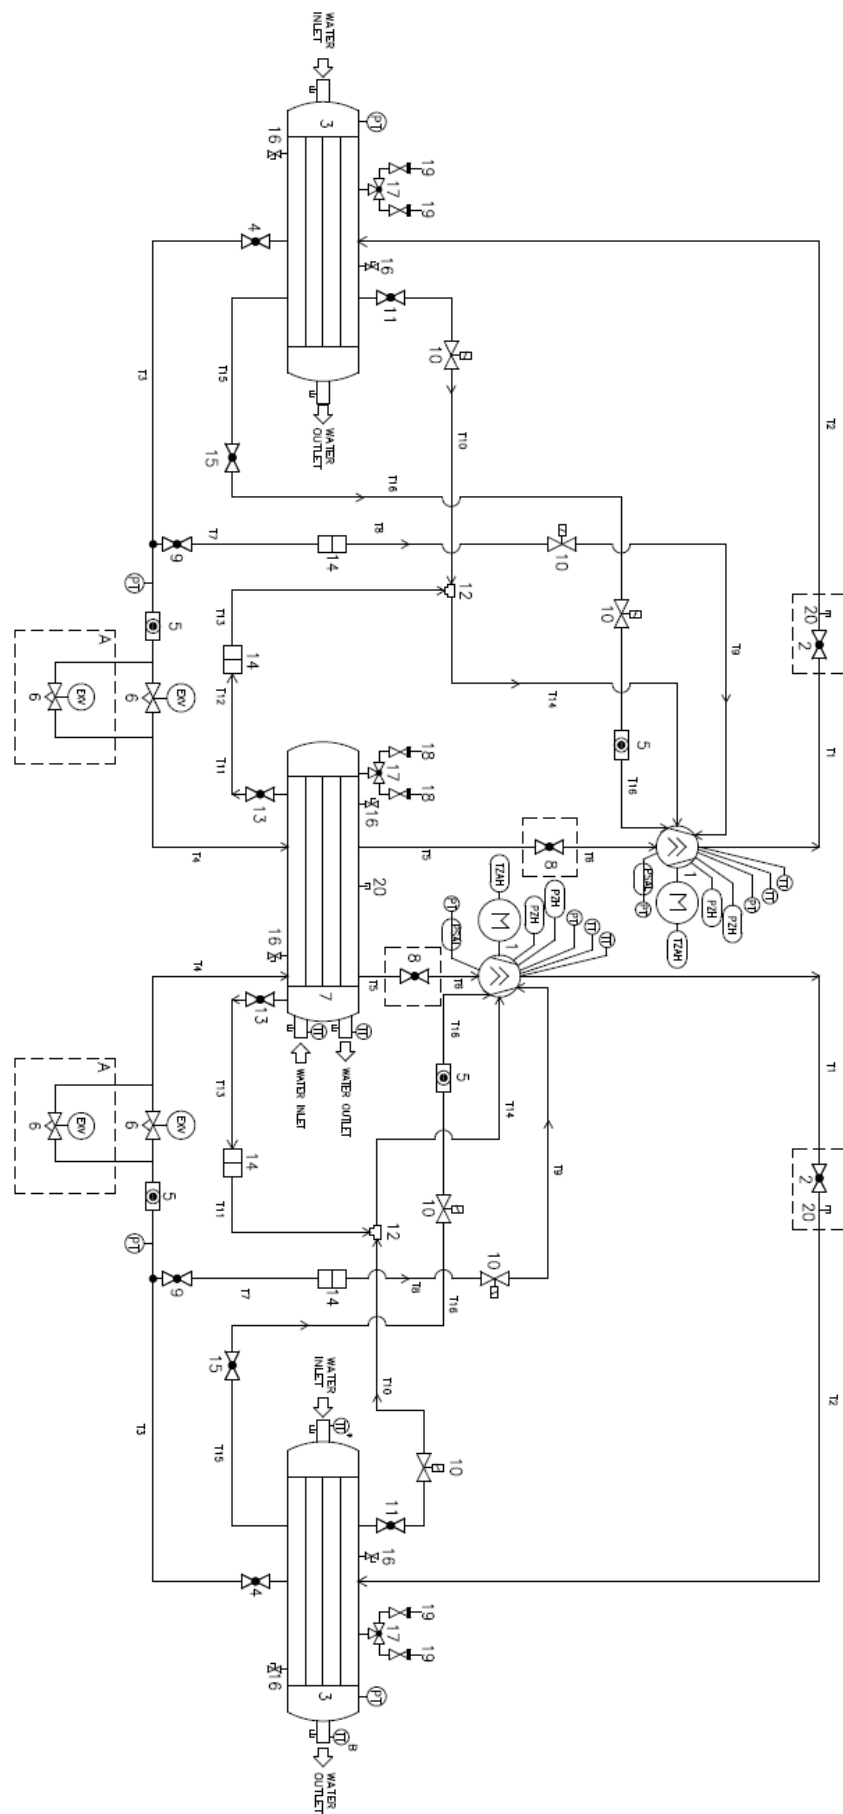 WATER
INLET
3
PT
16
19
17
19
4
16
11
10
T3
T15
T10
T2
WATER
OUTLET
15
T16
T7
T8
9
14
10
12
10
PT
5
T13
14
T12
T9
20
2
A
6
EXV
6
EXV
T14
5
T1
T11
13
18
17
18
16
T16
T4
T5
8
T6
1
PSAL
PT
M
TZAH
PZH
PZH
PT
TT
TT
20
TZAH
M
1
PT
PSAL
PZH
PZH
PT
TT
TT
16
T4
7
13
T5
8
T6
TT
TT
WATER INLET
WATER OUTLET
T16
A
6
EXV
6
EXV
T13
5
T14
T1
14
T9
2
20
5
T11
10
12
PT
9
T7
14
T8
10
T16
15
WATER
INLET
T10
T3
T15
TT
*
10
T2
11
16
4
19
17
19
16
3
PT
TT
B
WATER
OUTLET